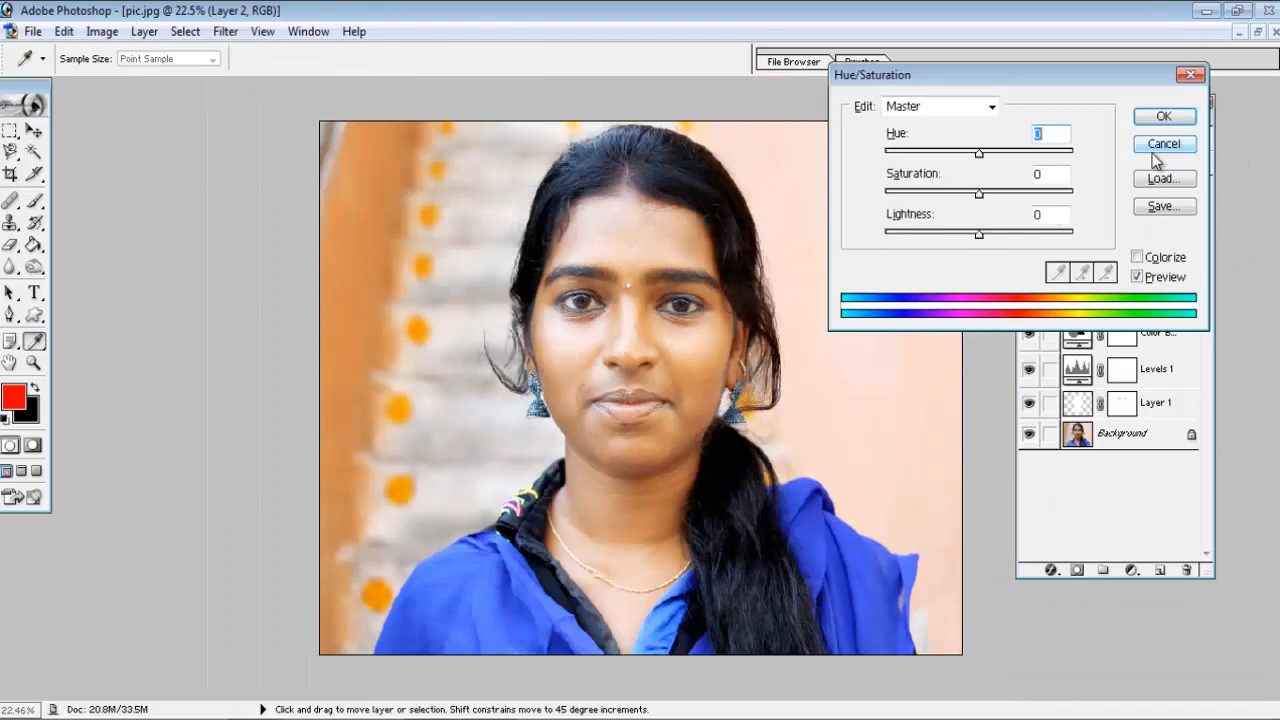 Adobe Photoshop - [pic.jpg @ 22.5% (Layer 2, RGB)]
File Edit Image Layer Select Filter View Window Help
Sample Size: Point Sample
File Browser
Hue/Saturation
Edit: Master
OK
Hue: 0
Cancel
Saturation: 0
Load...
Save...
Lightness: 0
Colorize
Preview
Levels 1
Layer 1
Background
22.46% Doc: 20.8M/33.5M Click and drag to move layer or selection. Shift constrains move to 45 degree increments.